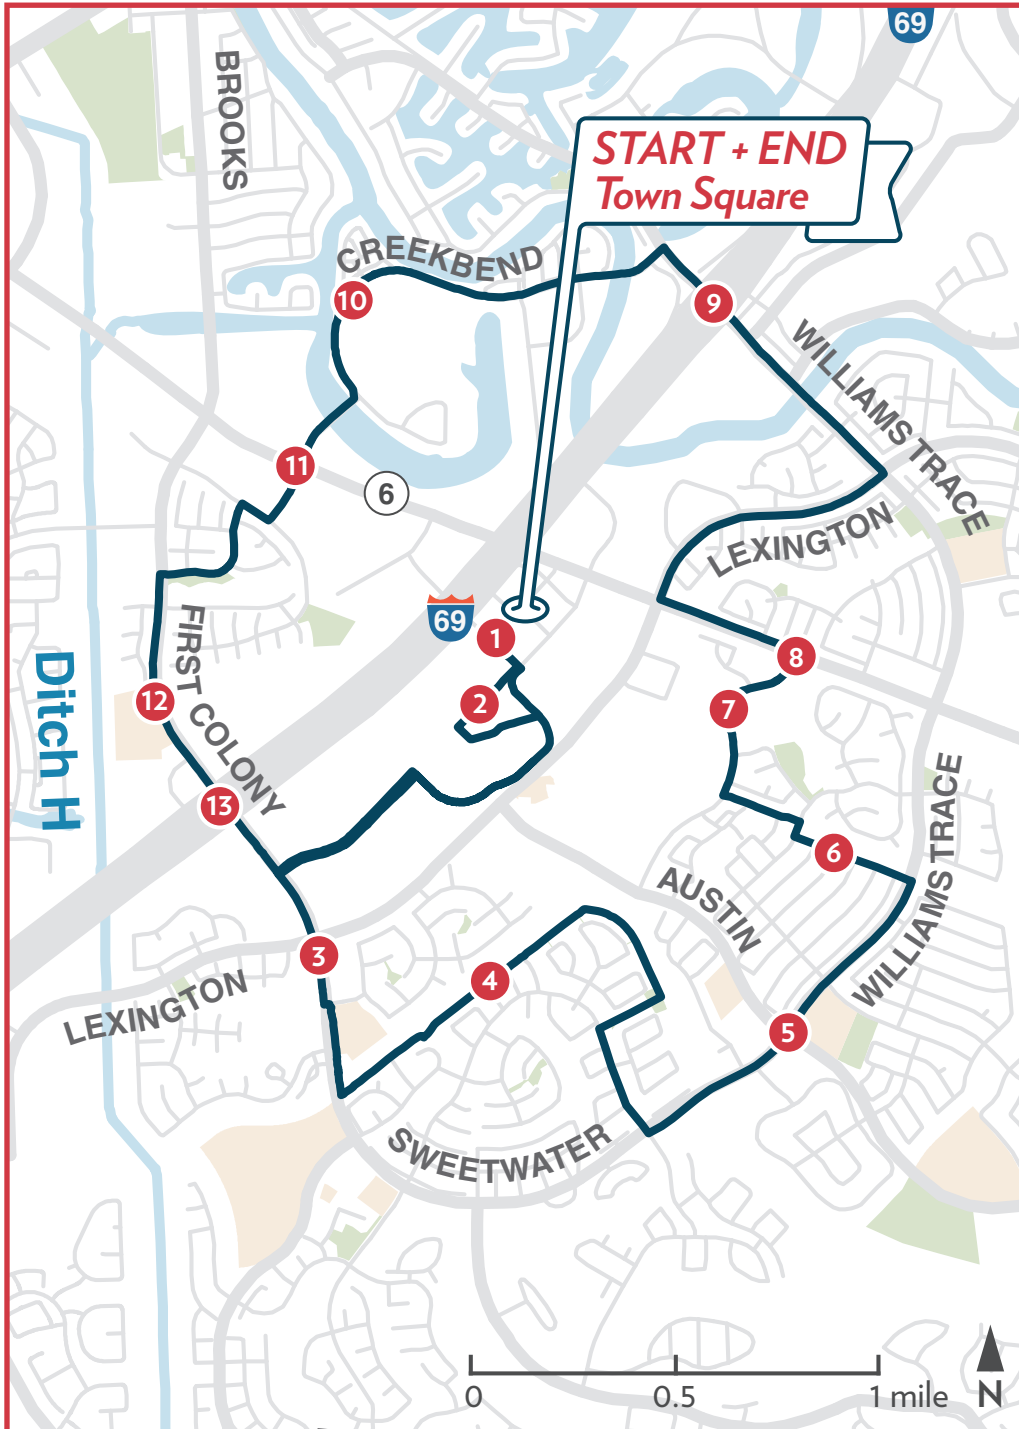 69
BROOKS
START + END
Town Square
CREEKBEND
10
9
WILLIAMS TRACE
11
6
LEXINGTON
69
1
FIRST COLONY
8
Ditch H
12
2
7
13
WILLIAMS TRACE
6
AUSTIN
3
4
LEXINGTON
5
SWEETWATER
0
0.5
1 mile
N